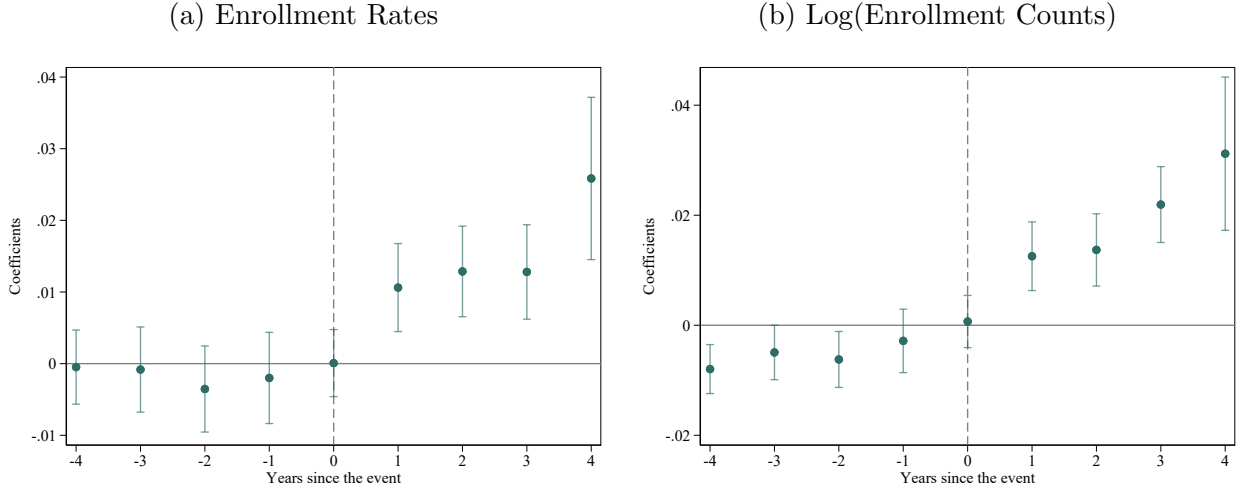 (a) Enrollment Rates
.04
.03
.02
.01
0
-.01
Coefficients
-4 -3 -2 -1 0 1 2 3 4
Years since the event
(b) Log(Enrollment Counts)
.04
.02
0
-.02
Coefficients
-4 -3 -2 -1 0 1 2 3 4
Years since the event